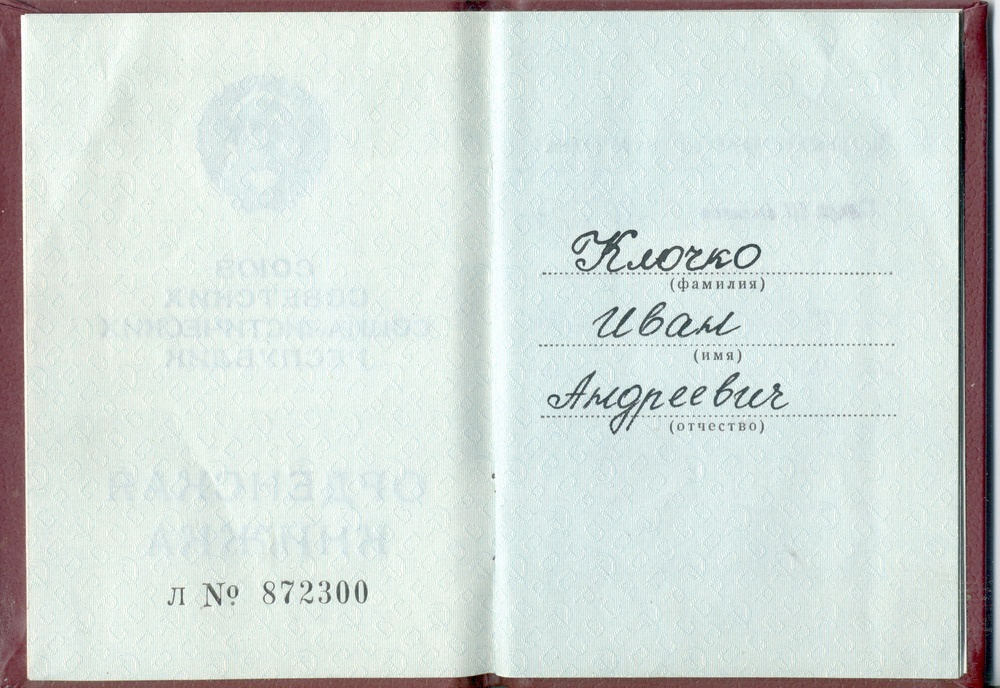 Л № 872300
Клочко
(фамилия)
Иван
(имя)
Андреевич
(отчество)